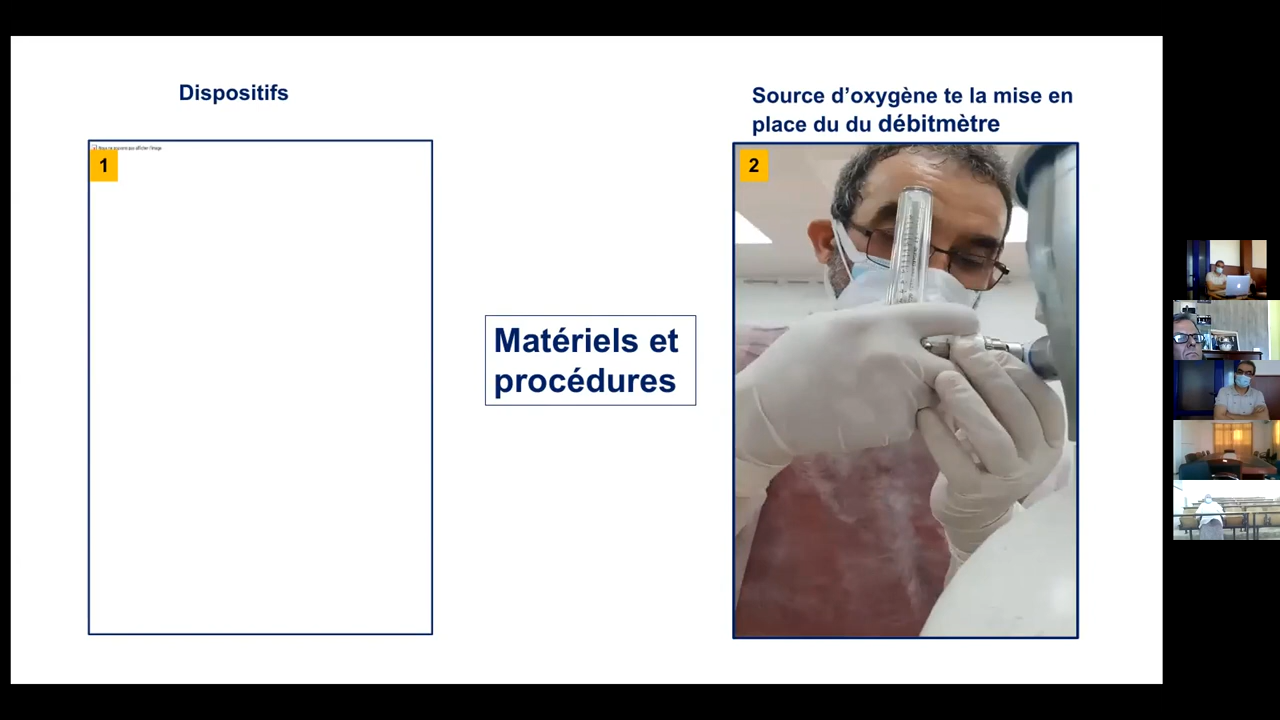 Dispositifs
Source d'oxygène te la mise en
place du du débitmètre
1
2
Matériels et
procédures